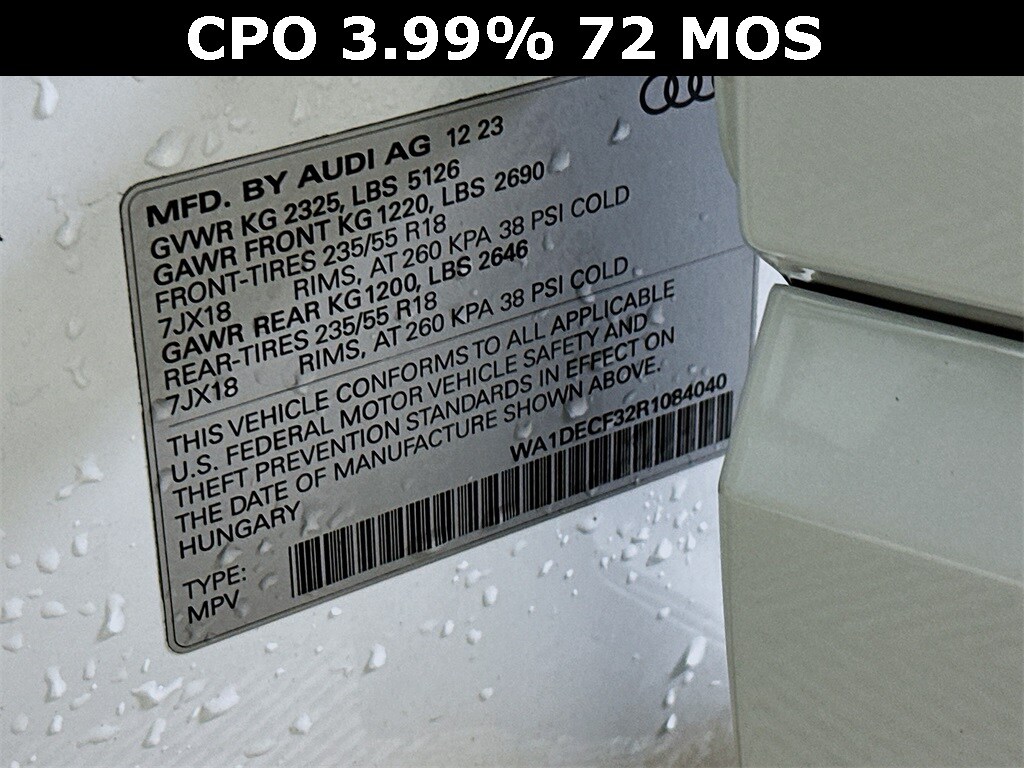 CPO 3.99% 72 MOS
MFD. BY AUDI AG 12 23
GVWR KG 2325, LBS 5126
GAWR FRONT KG 1220, LBS 2690
FRONT-TIRES 235/55 R18
7JX18 RIMS, AT 260 KPA 38 PSI COLD
GAWR REAR KG 1200, LBS 2646
REAR-TIRES 235/55 R18
7JX18 RIMS, AT 260 KPA 38 PSI COLD
THIS VEHICLE CONFORMS TO ALL APPLICABLE
U.S. FEDERAL MOTOR VEHICLE SAFETY AND
THEFT PREVENTION STANDARDS IN EFFECT ON
THE DATE OF MANUFACTURE SHOWN ABOVE.
HUNGARY
WA1DECF32R1084040
TYPE:
MPV